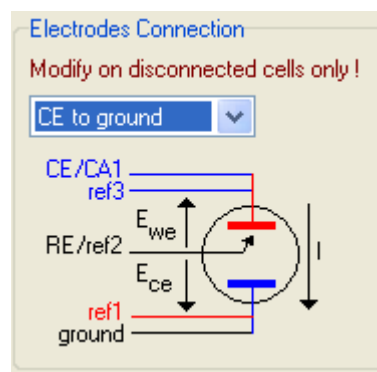 Electrodes Connection
Modify on disconnected cells only !
CE to ground
CE/CA1
ref3
Ewe
RE/ref2
I
Ece
ref1
ground